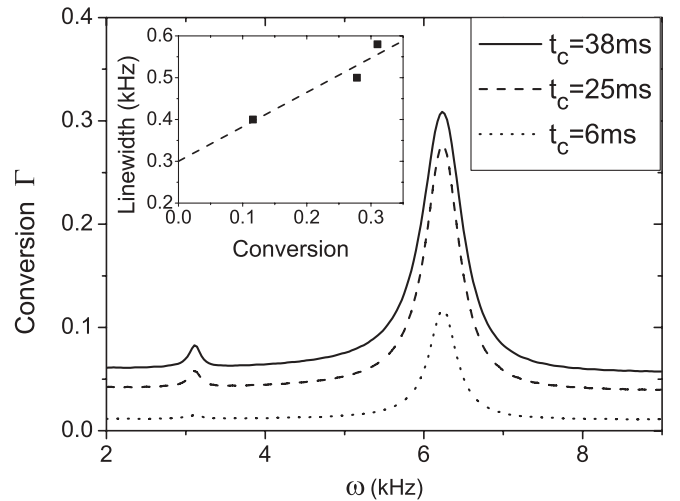 Conversion Γ
0.4
0.3
0.2
0.1
0.0
2
4
6
8
ω (kHz)
Linewidth (kHz)
0.6
0.5
0.4
0.3
0.2
0.0
0.1
0.2
0.3
Conversion
t_c=38ms
t_c=25ms
t_c=6ms